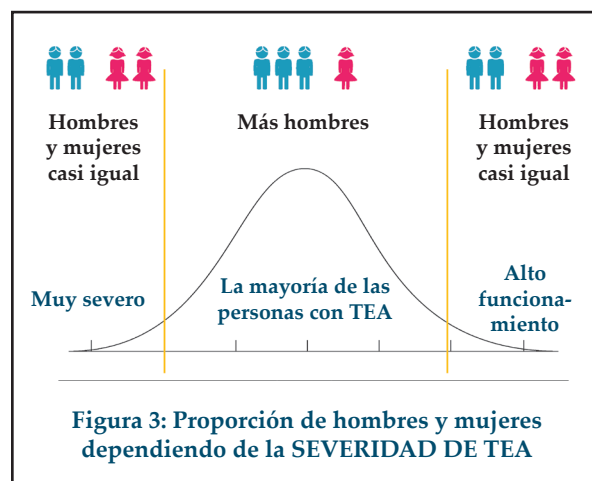 Hombres
y mujeres
casi igual
Más hombres
Hombres
y mujeres
casi igual
Muy severo
La mayoría de las
personas con TEA
Alto
funciona-
miento
Figura 3: Proporción de hombres y mujeres
dependiendo de la SEVERIDAD DE TEA